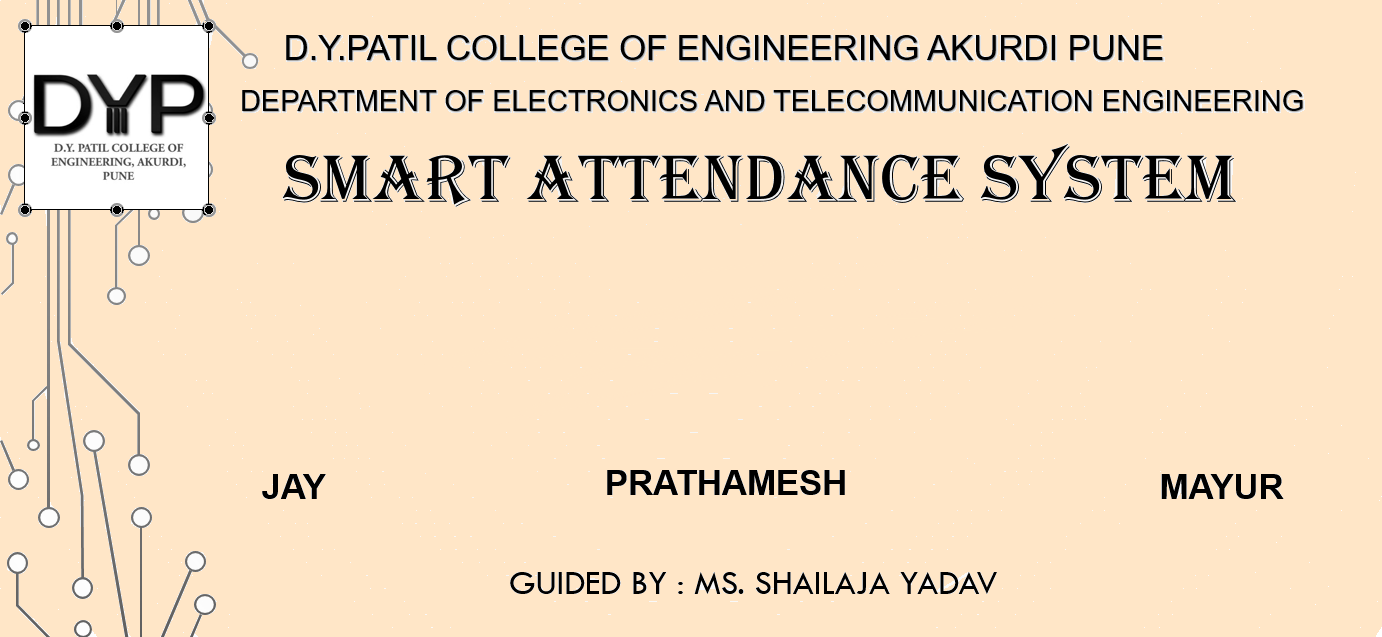 DYP
D.Y. PATIL COLLEGE OF
ENGINEERING, AKURDI,
PUNE
D.Y.PATIL COLLEGE OF ENGINEERING AKURDI PUNE
DEPARTMENT OF ELECTRONICS AND TELECOMMUNICATION ENGINEERING
SMART ATTENDANCE SYSTEM
JAY PRATHAMESH MAYUR
GUIDED BY : MS. SHAILAJA YADAV